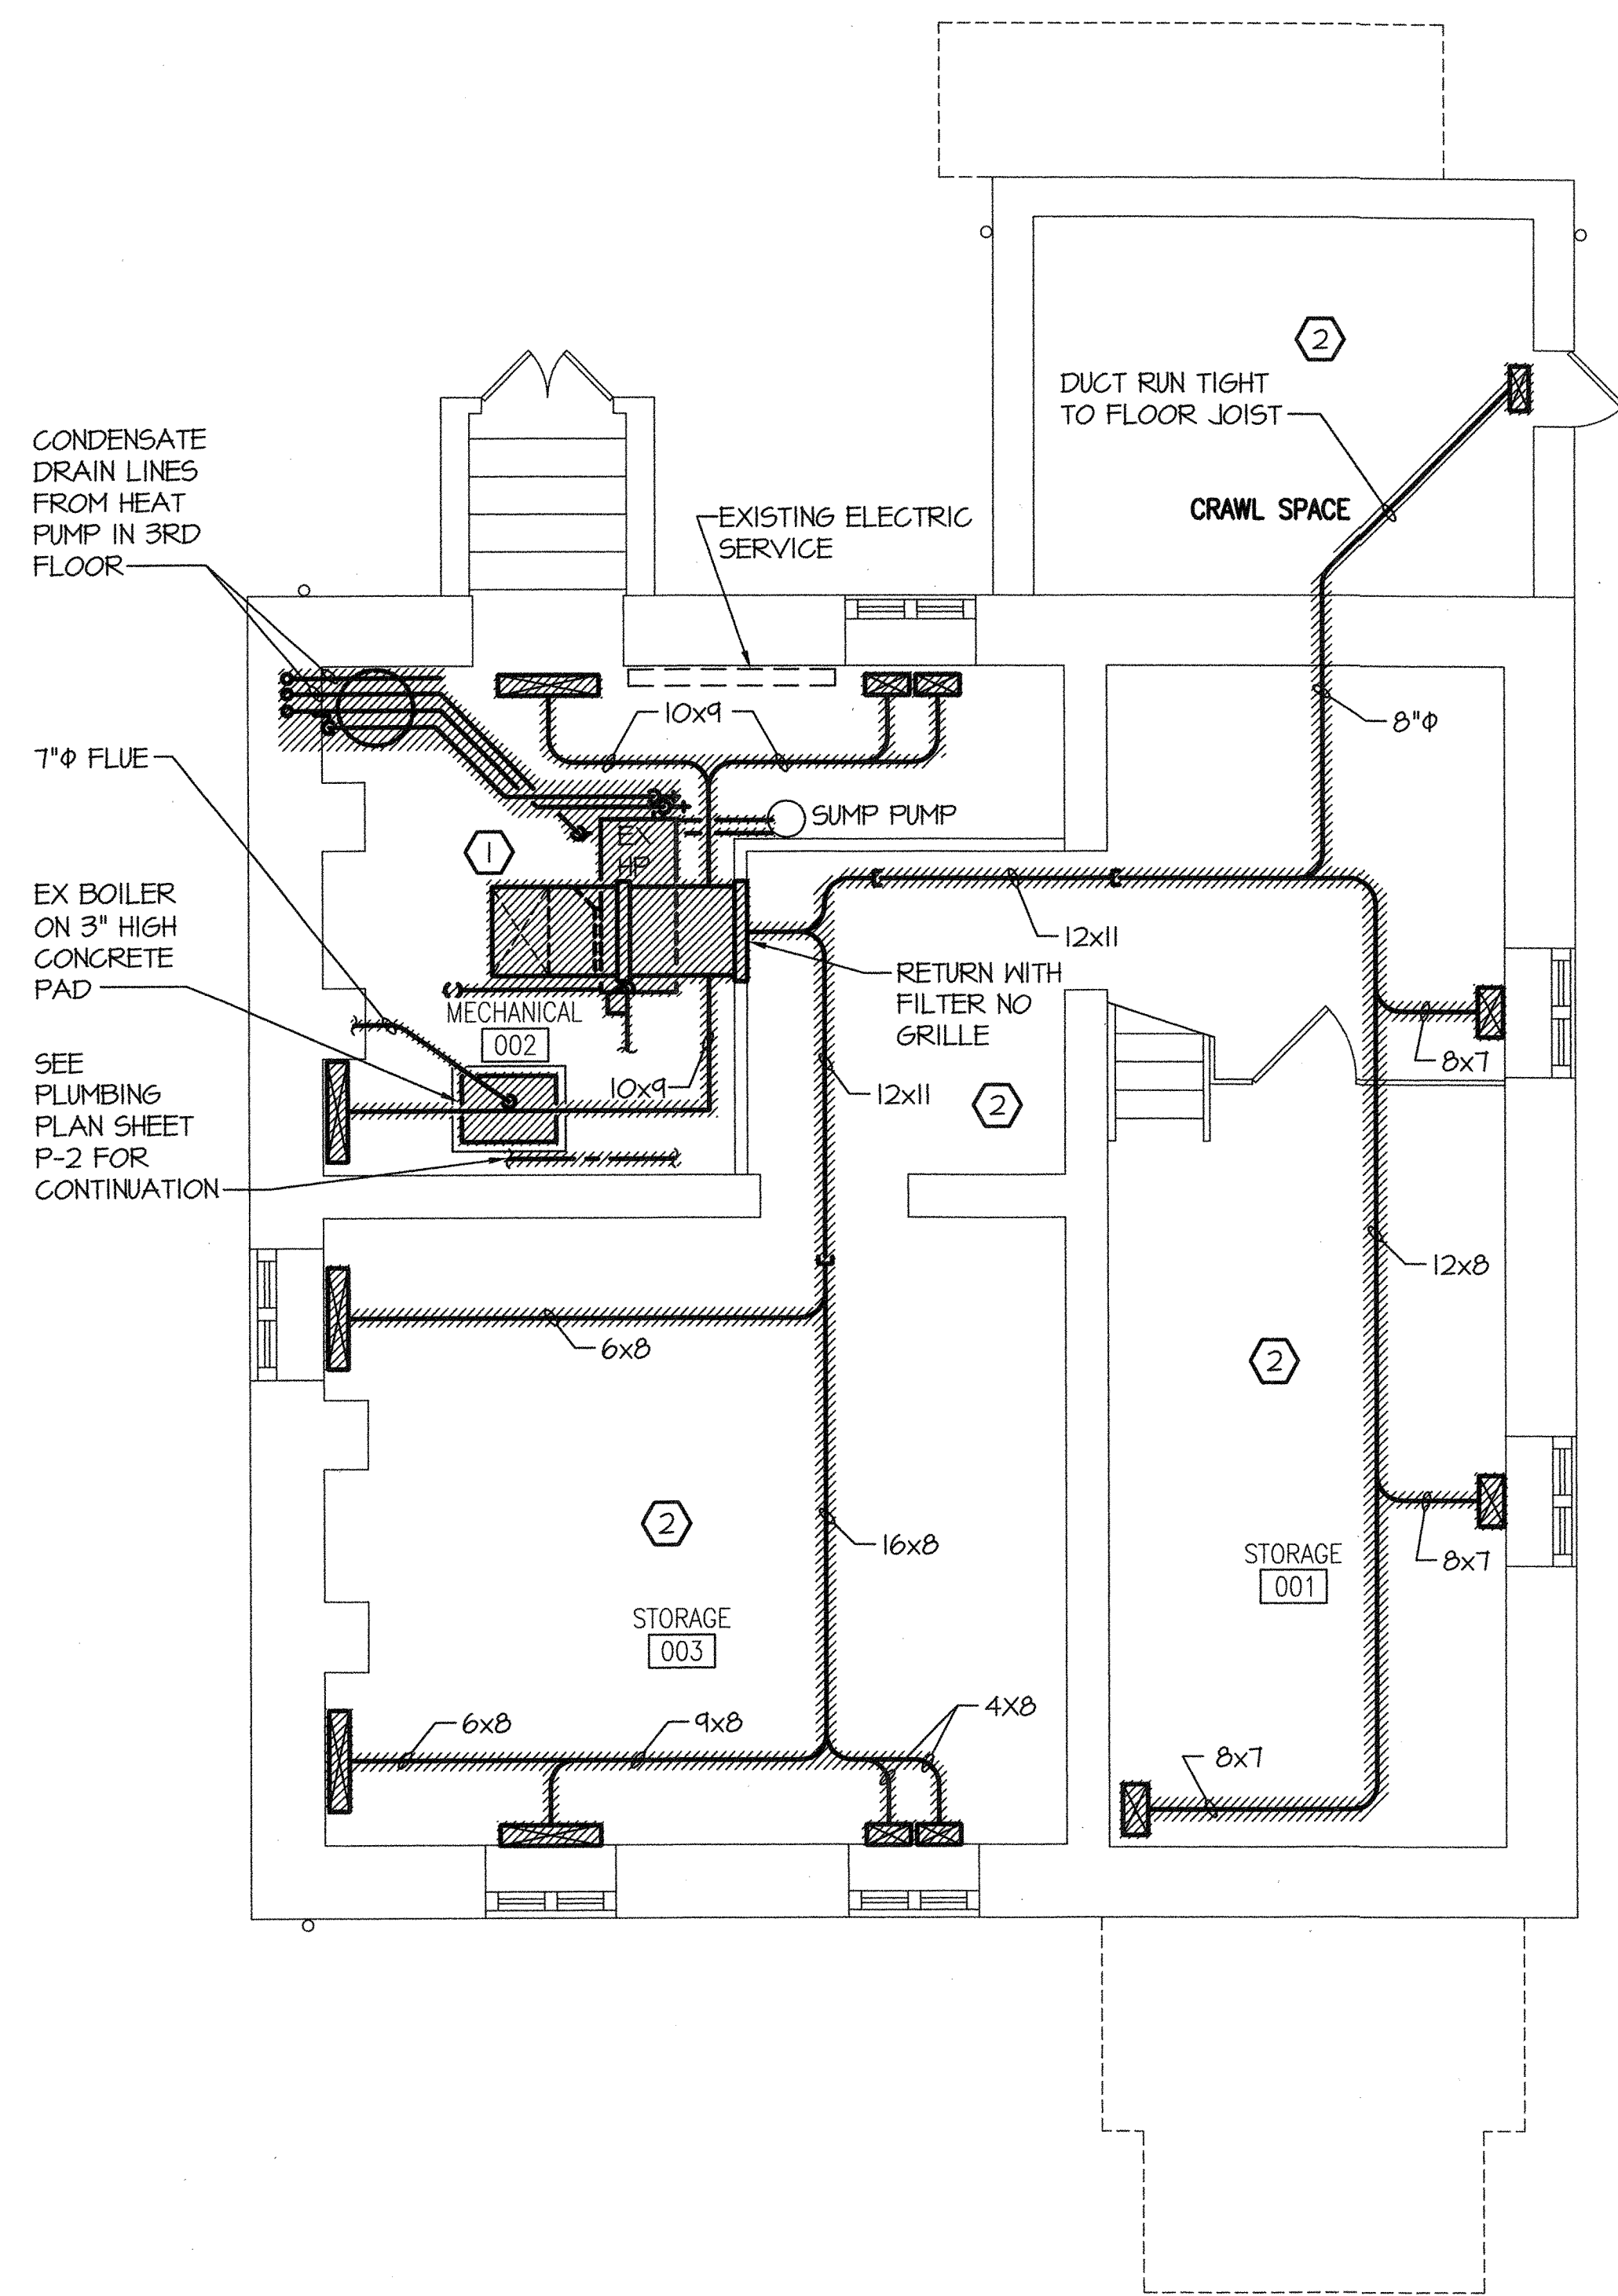 2
DUCT RUN TIGHT
TO FLOOR JOIST
CRAWL SPACE
CONDENSATE
DRAIN LINES
FROM HEAT
PUMP IN 3RD
FLOOR
EXISTING ELECTRIC
SERVICE
10x9
8"Φ
7"Φ FLUE
SUMP PUMP
EX
HP
1
EX BOILER
ON 3" HIGH
CONCRETE
PAD
12x11
RETURN WITH
FILTER NO
GRILLE
MECHANICAL
002
8x7
SEE
PLUMBING
PLAN SHEET
P-2 FOR
CONTINUATION
10x9
12x11
2
12x8
6x8
2
2
16x8
8x7
STORAGE
001
STORAGE
003
6x8
9x8
4X8
8x7